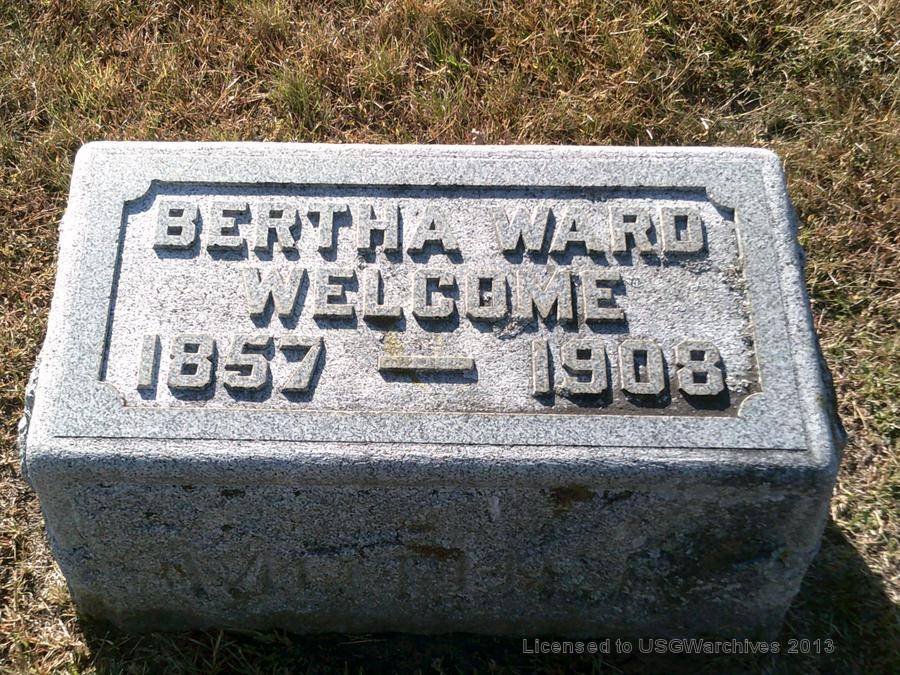 BERTHA WARD
WELCOME
1857 — 1908
Licensed to USGWarchives 2013